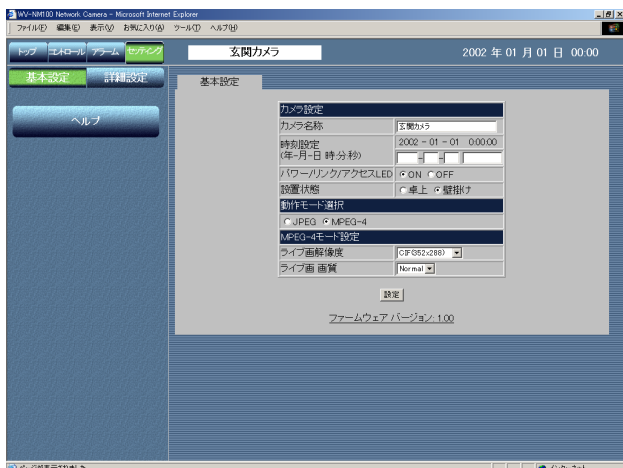 WV-NM100 Network Camera - Microsoft Internet Explorer
ファイル(F) 編集(E) 表示(V) お気に入り(A) ツール(T) ヘルプ(H)
トップ コントロール アラーム セッティング 玄関カメラ 2002 年 01 月 01 日 00:00
基本設定 詳細設定
ヘルプ
基本設定
カメラ設定
カメラ名称 玄関カメラ
時刻設定
(年-月-日 時:分:秒)
2002 - 01 - 01 0:00:00
- -
パワー/リンク/アクセスLED ON OFF
設置状態 卓上 壁掛け
動作モード選択
JPEG MPEG-4
MPEG-4モード設定
ライブ画解像度 CIF(352x288)
ライブ画 画質 Normal
設定
ファームウェア バージョン: 1.00